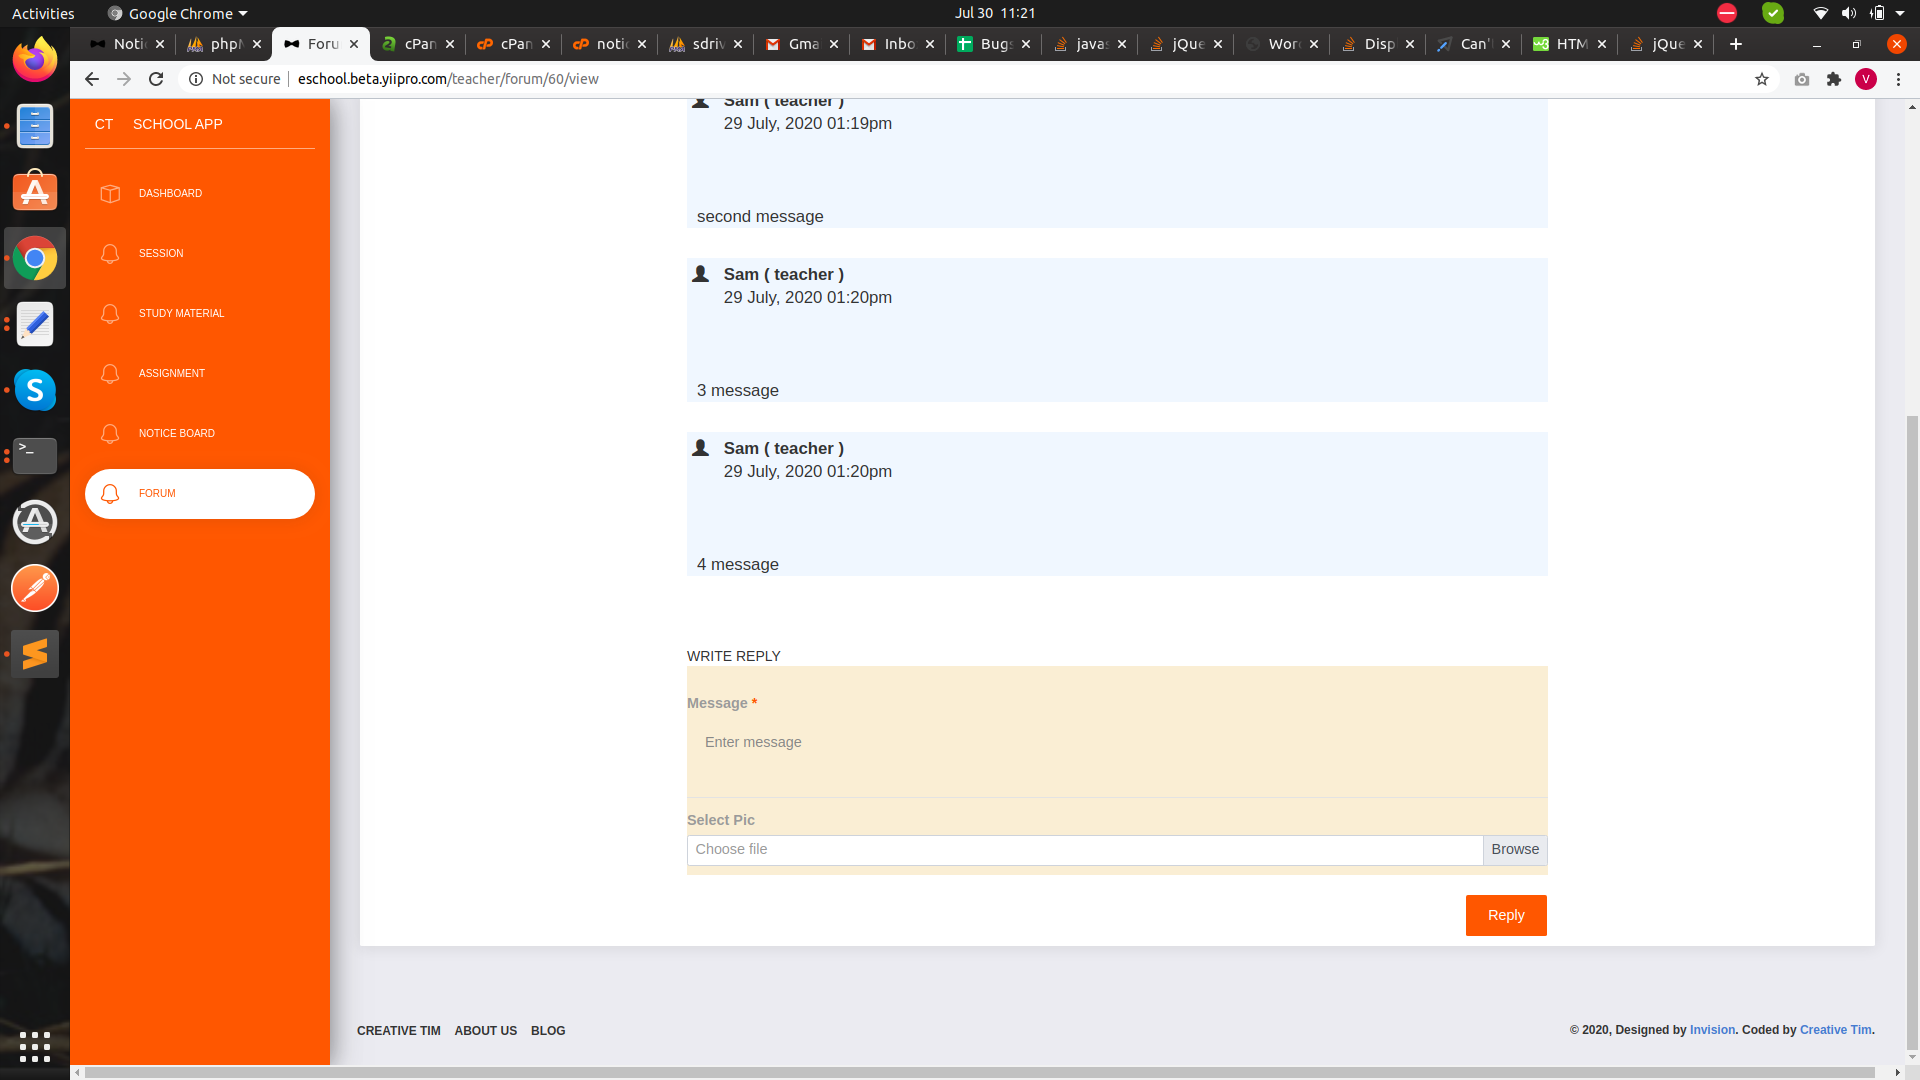 Activities
Google Chrome
Jul 30 11:21
Notic
phpM
Foru
cPan
cPan
notic
sdriv
Gma
Inbo
Bugs
javas
jQue
Wor
Disp
Can'
HTM
jQue
Not secure
eschool.beta.yiipro.com/teacher/forum/60/view
V
CT SCHOOL APP
DASHBOARD
SESSION
STUDY MATERIAL
ASSIGNMENT
NOTICE BOARD
FORUM
Sam ( teacher )
29 July, 2020 01:19pm
second message
Sam ( teacher )
29 July, 2020 01:20pm
3 message
Sam ( teacher )
29 July, 2020 01:20pm
4 message
WRITE REPLY
Message *
Enter message
Select Pic
Choose file
Browse
Reply
CREATIVE TIM ABOUT US BLOG
© 2020, Designed by Invision. Coded by Creative Tim.